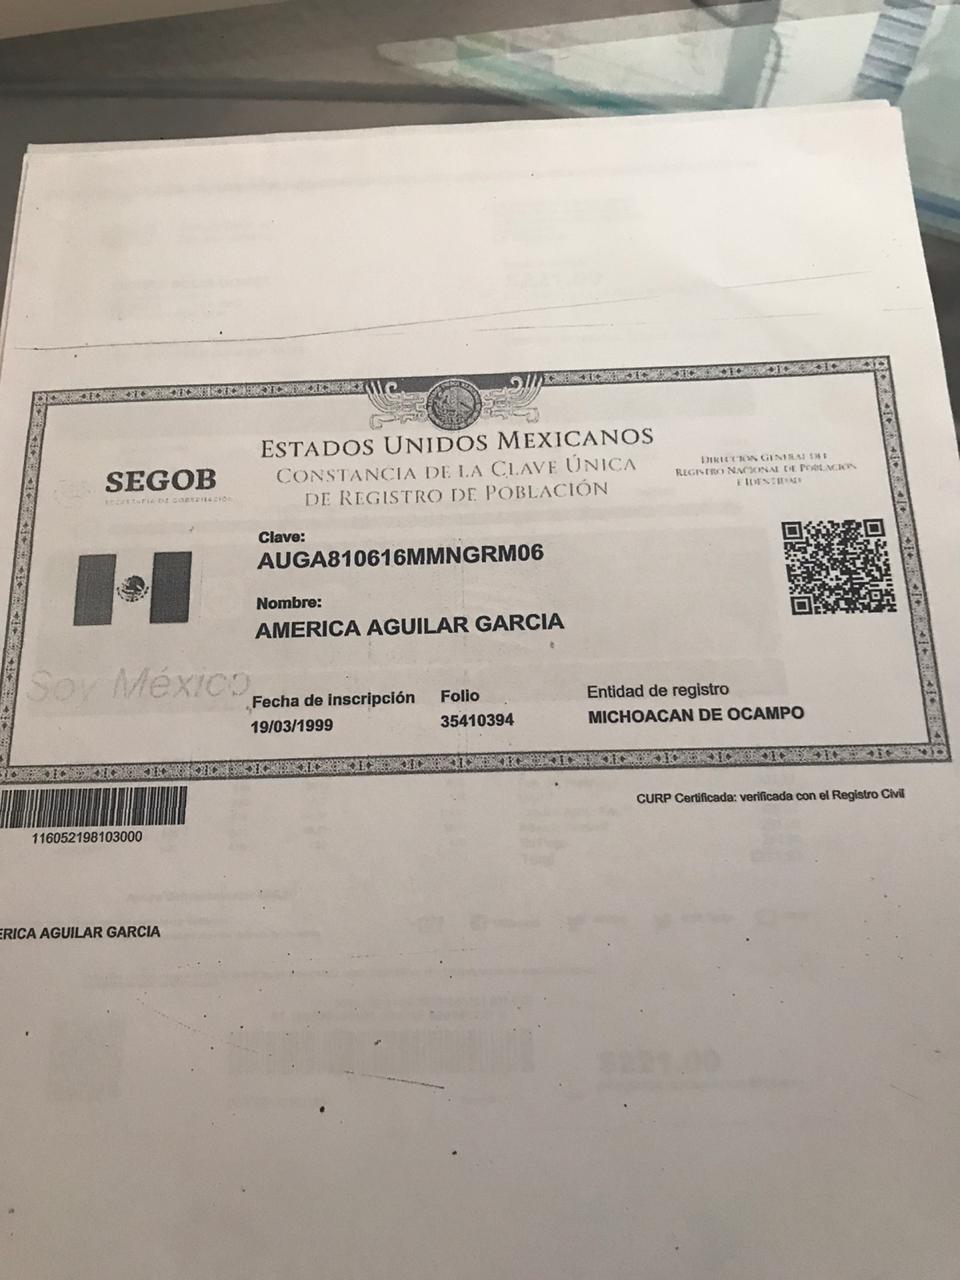 ESTADOS UNIDOS MEXICANOS
CONSTANCIA DE LA CLAVE ÚNICA
DE REGISTRO DE POBLACIÓN
SEGOB
SECRETARÍA DE GOBERNACIÓN
DIRECCIÓN GENERAL DEL
REGISTRO NACIONAL DE POBLACIÓN
E IDENTIDAD
Clave:
AUGA810616MMNGRM06
Nombre:
AMERICA AGUILAR GARCIA
Soy México
Fecha de inscripción
19/03/1999
Folio
35410394
Entidad de registro
MICHOACAN DE OCAMPO
CURP Certificada: verificada con el Registro Civil
116052198103000
ERICA AGUILAR GARCIA